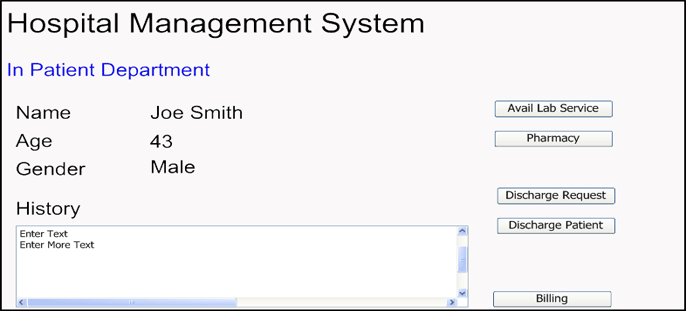 Hospital Management System
In Patient Department
Name Joe Smith Avail Lab Service
Age 43 Pharmacy
Gender Male
Discharge Request
History
Discharge Patient
Enter Text
Enter More Text
Billing